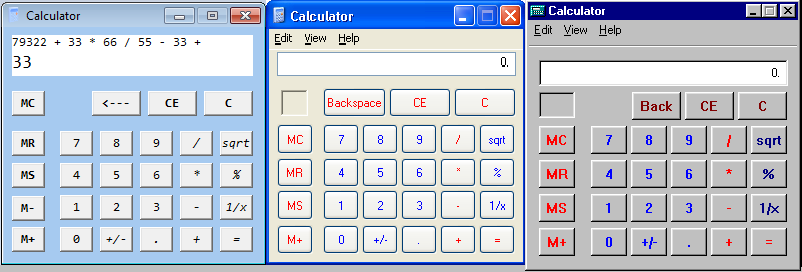 Calculator
79322 + 33 * 66 / 55 - 33 +
33
MC <--- CE C
MR 7 8 9 / sqrt
MS 4 5 6 * %
M- 1 2 3 - 1/x
M+ 0 +/- . + =
Calculator
Edit View Help
0.
Backspace CE C
MC 7 8 9 / sqrt
MR 4 5 6 * %
MS 1 2 3 - 1/x
M+ 0 +/- . + =
Calculator
Edit View Help
0.
Back CE C
MC 7 8 9 / sqrt
MR 4 5 6 * %
MS 1 2 3 - 1/x
M+ 0 +/- . + =